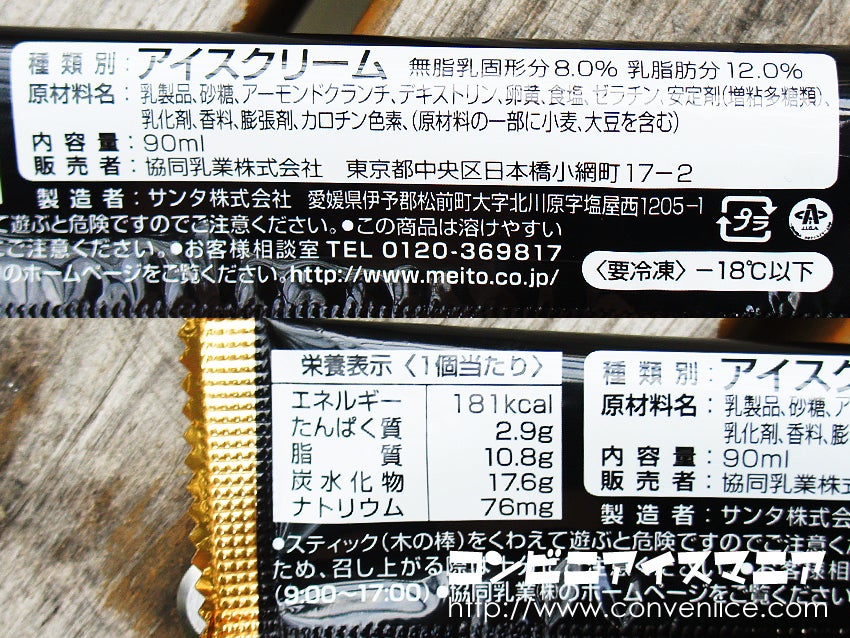 種類別：アイスクリーム 無脂乳固形分8.0% 乳脂肪分12.0%
原材料名：乳製品、砂糖、アーモンドクランチ、デキストリン、卵黄、食塩、ゼラチン、安定剤（増粘多糖類）、
乳化剤、香料、膨張剤、カロチン色素、（原材料の一部に小麦、大豆を含む）
内容量：90ml
販売者：協同乳業株式会社 東京都中央区日本橋小網町17-2
製造者：サンタ株式会社 愛媛県伊予郡松前町大字北川原字塩屋西1205-1
プラ
て遊ぶと危険ですのでご注意ください。●この商品は溶けやすい
ご注意ください。●お客様相談室 TEL 0120-369817
のホームページをご覧ください。http://www.meito.co.jp/
〈要冷凍〉-18℃以下
栄養表示〈1個当たり〉
エネルギー 181kcal
たんぱく質 2.9g
脂質 10.8g
炭水化物 17.6g
ナトリウム 76mg
種類別：アイスク
原材料名：乳製品、砂糖、ア
乳化剤、香料、膨
内容量：90ml
販売者：協同乳業株式
製造者：サンタ株式会
●スティック（木の棒）をくわえて遊ぶと危険ですのでご注意く
ため、召し上がる際は
(9:00〜17:00) ●協同乳業㈱のホームページをご覧くださ
コンビニアイスマニア
http://www.conveniice.com/